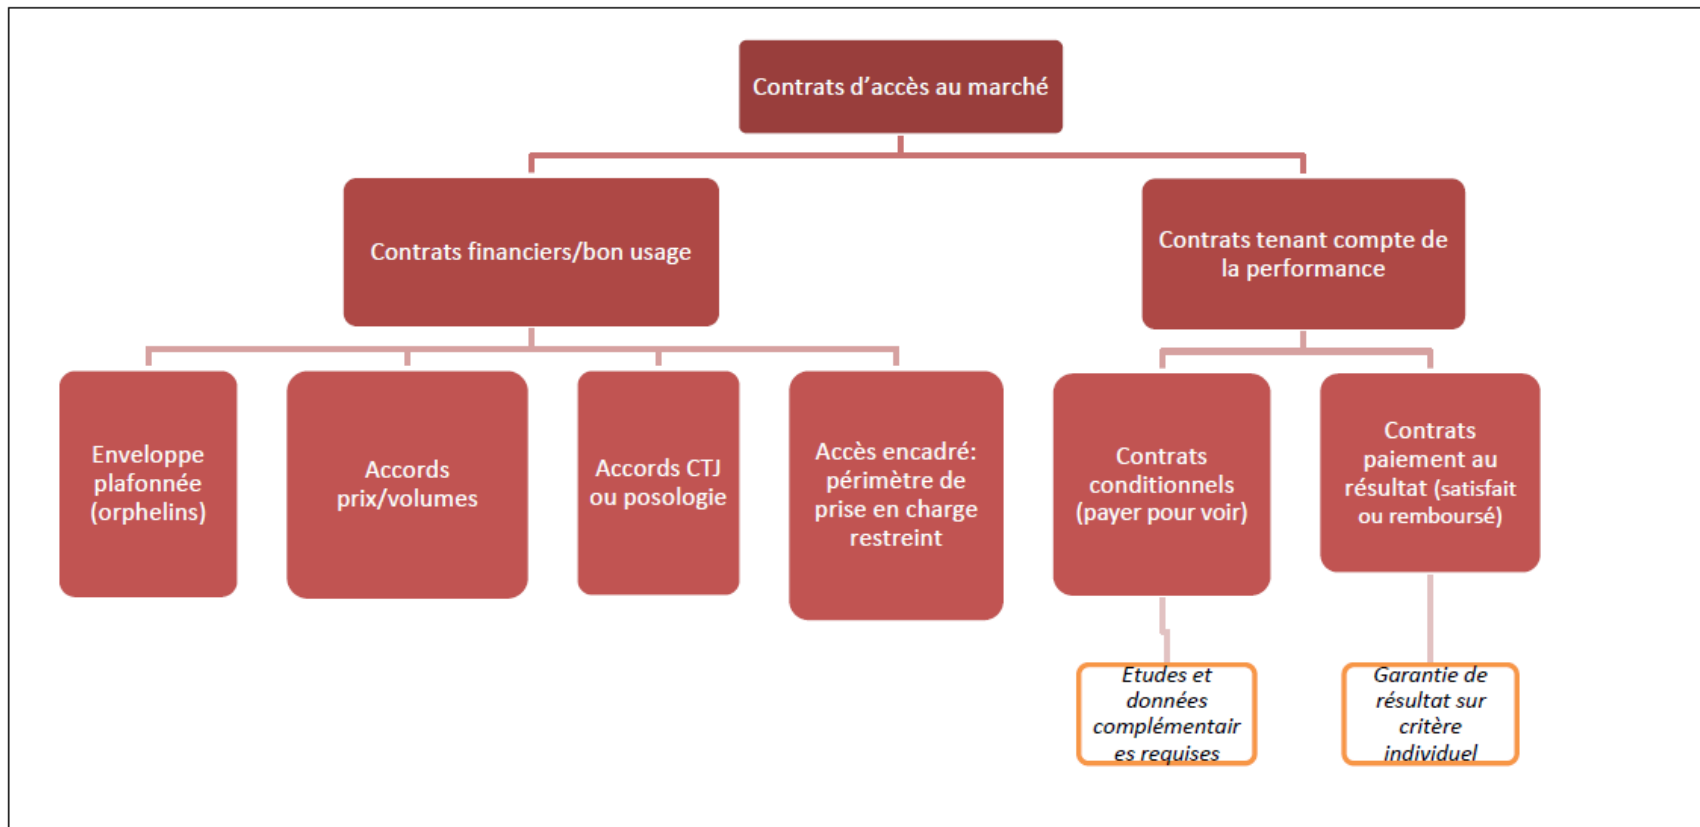 Contrats d’accès au marché
Contrats financiers/bon usage
Contrats tenant compte de
la performance
Enveloppe
plafonnée
(orphelins)
Accords
prix/volumes
Accords CTJ
ou posologie
Accès encadré:
périmètre de
prise en charge
restreint
Contrats
conditionnels
(payer pour voir)
Contrats
paiement au
résultat (satisfait
ou remboursé)
Etudes et
données
complémentair
es requises
Garantie de
résultat sur
critère
individuel